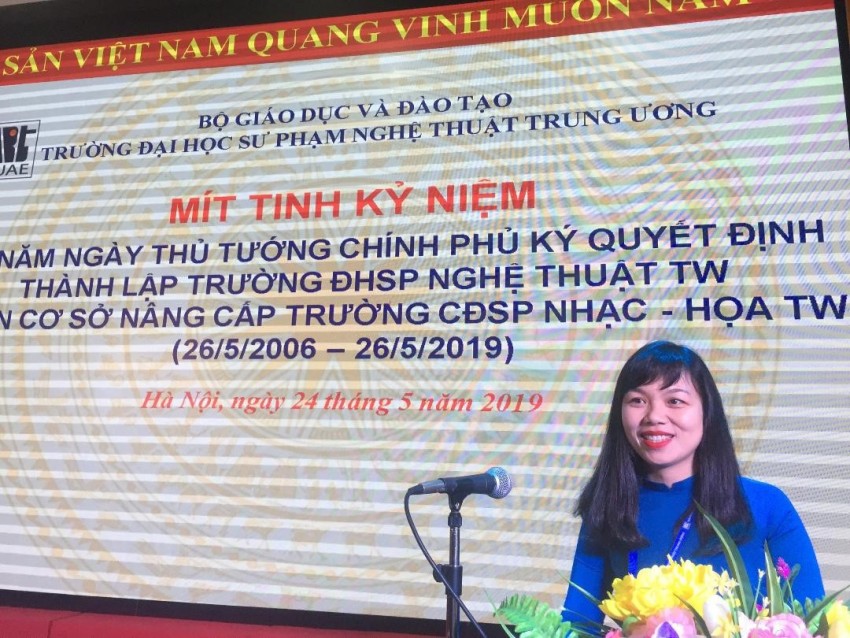 SẢN VIỆT NAM QUANG VINH MUÔN NĂM
BỘ GIÁO DỤC VÀ ĐÀO TẠO
TRƯỜNG ĐẠI HỌC SƯ PHẠM NGHỆ THUẬT TRUNG ƯƠNG
UAE
MÍT TINH KỶ NIỆM
NĂM NGÀY THỦ TƯỚNG CHÍNH PHỦ KÝ QUYẾT ĐỊNH
THÀNH LẬP TRƯỜNG ĐHSP NGHỆ THUẬT TW
N CƠ SỞ NÂNG CẤP TRƯỜNG CĐSP NHẠC - HỌA TW
(26/5/2006 – 26/5/2019)
Hà Nội, ngày 24 tháng 5 năm 2019